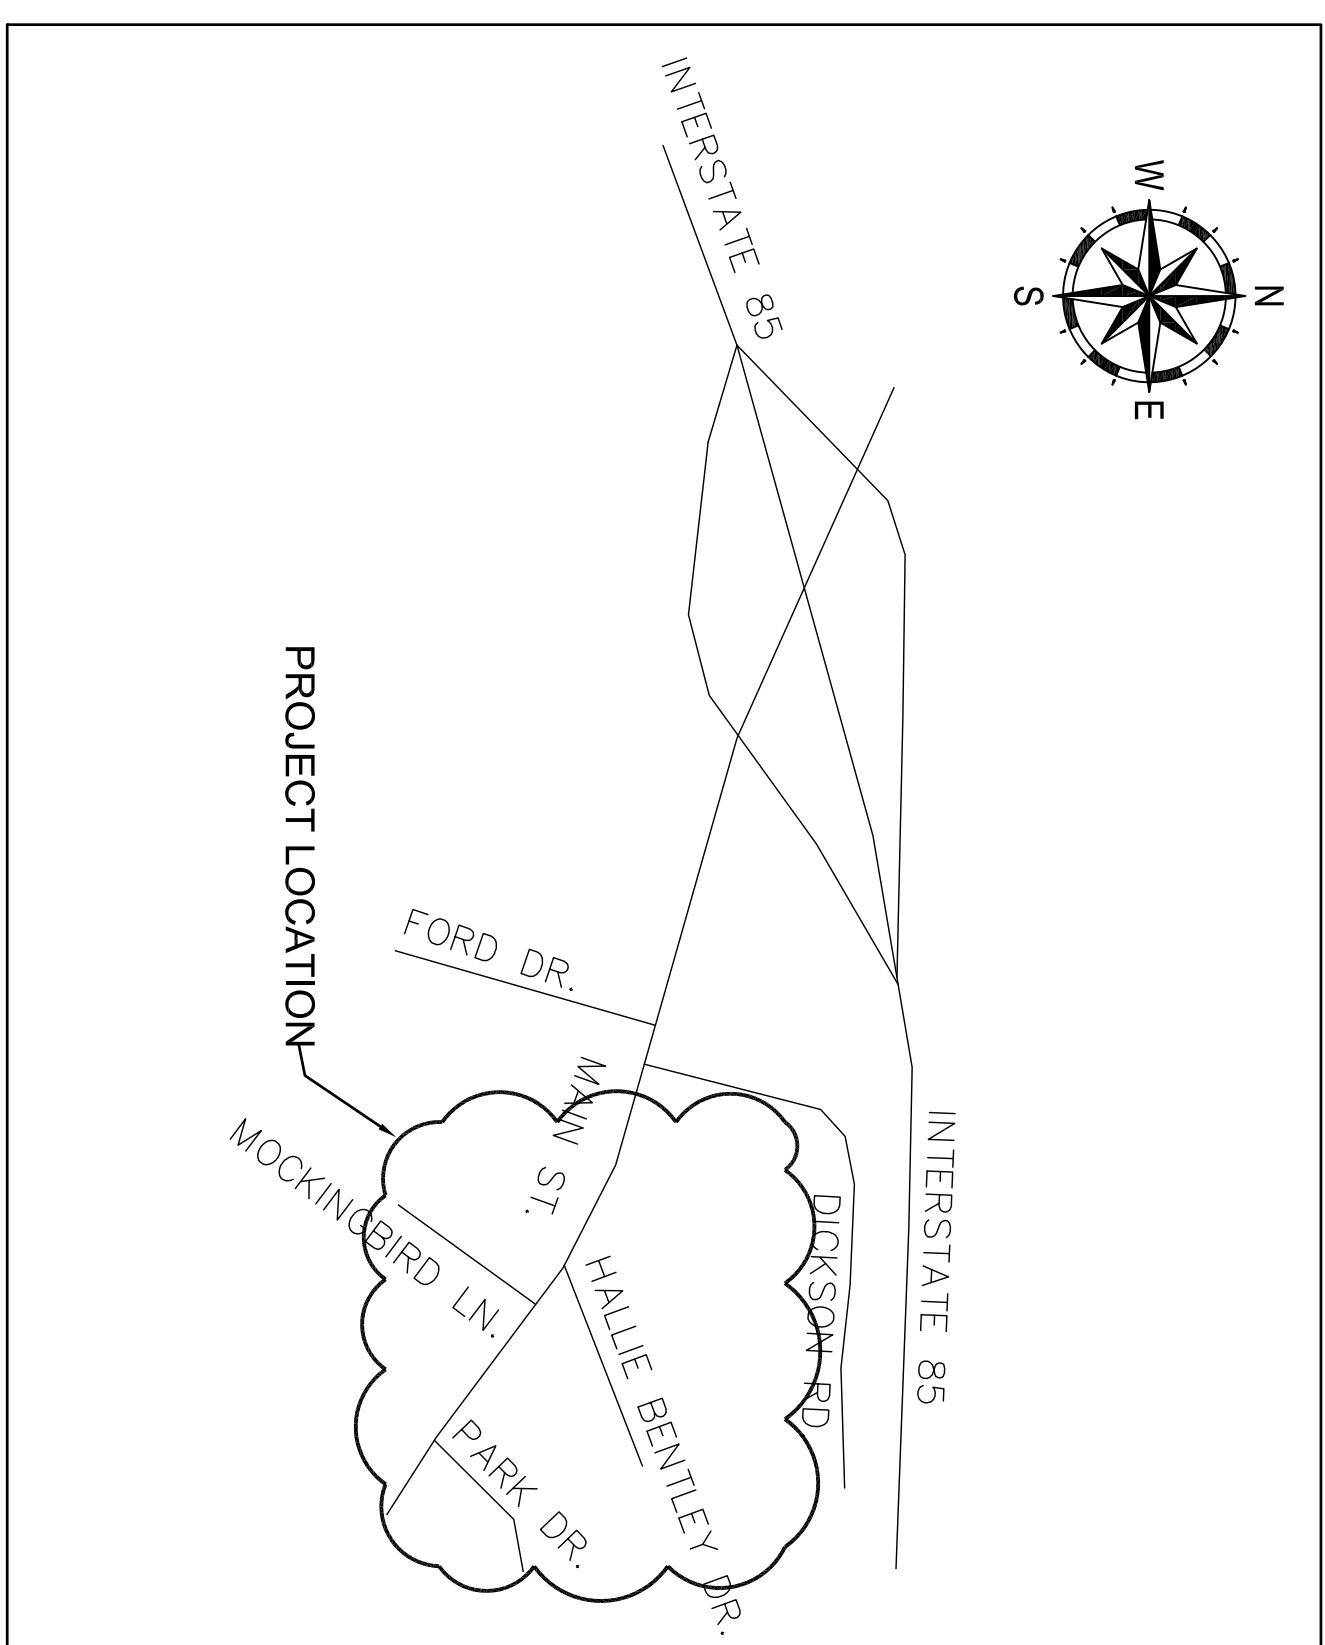 N
W
E
S
INTERSTATE 85
INTERSTATE 85
DICKSON RD
HALLIE BENTLEY DR.
MAIN ST.
PARK DR.
FORD DR.
MOCKINGBIRD LN.
PROJECT LOCATION